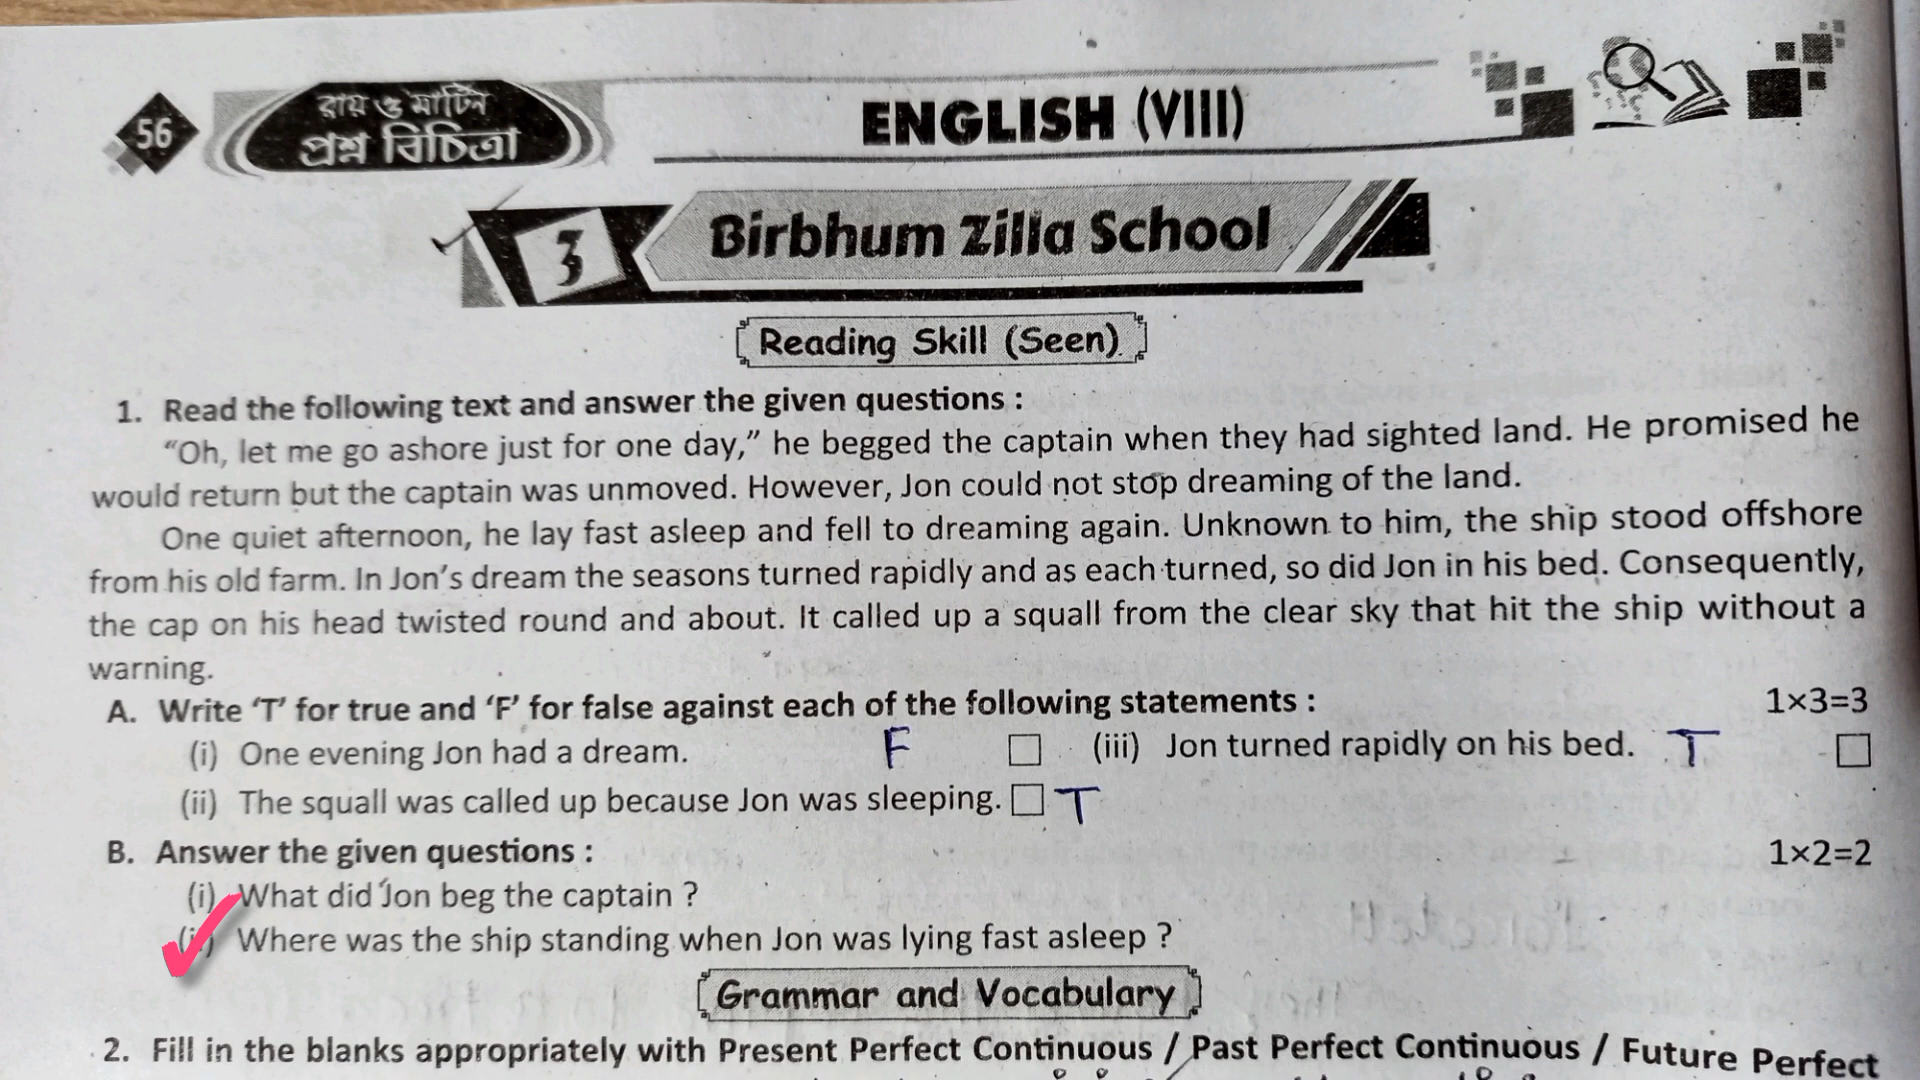 56
রায় ও মার্টিন
প্রশ্ন বিচিত্রা
ENGLISH (VIII)
3
Birbhum Zilla School
Reading Skill (Seen)
1. Read the following text and answer the given questions :
“Oh, let me go ashore just for one day,” he begged the captain when they had sighted land. He promised he
would return but the captain was unmoved. However, Jon could not stop dreaming of the land.
One quiet afternoon, he lay fast asleep and fell to dreaming again. Unknown to him, the ship stood offshore
from his old farm. In Jon’s dream the seasons turned rapidly and as each turned, so did Jon in his bed. Consequently,
the cap on his head twisted round and about. It called up a squall from the clear sky that hit the ship without a
warning.
A. Write ‘T’ for true and ‘F’ for false against each of the following statements : 1×3=3
(i) One evening Jon had a dream. F (iii) Jon turned rapidly on his bed. T
(ii) The squall was called up because Jon was sleeping. T
B. Answer the given questions : 1×2=2
(i) What did Jon beg the captain ?
(ii) Where was the ship standing when Jon was lying fast asleep ?
Grammar and Vocabulary
2. Fill in the blanks appropriately with Present Perfect Continuous / Past Perfect Continuous / Future Perfect